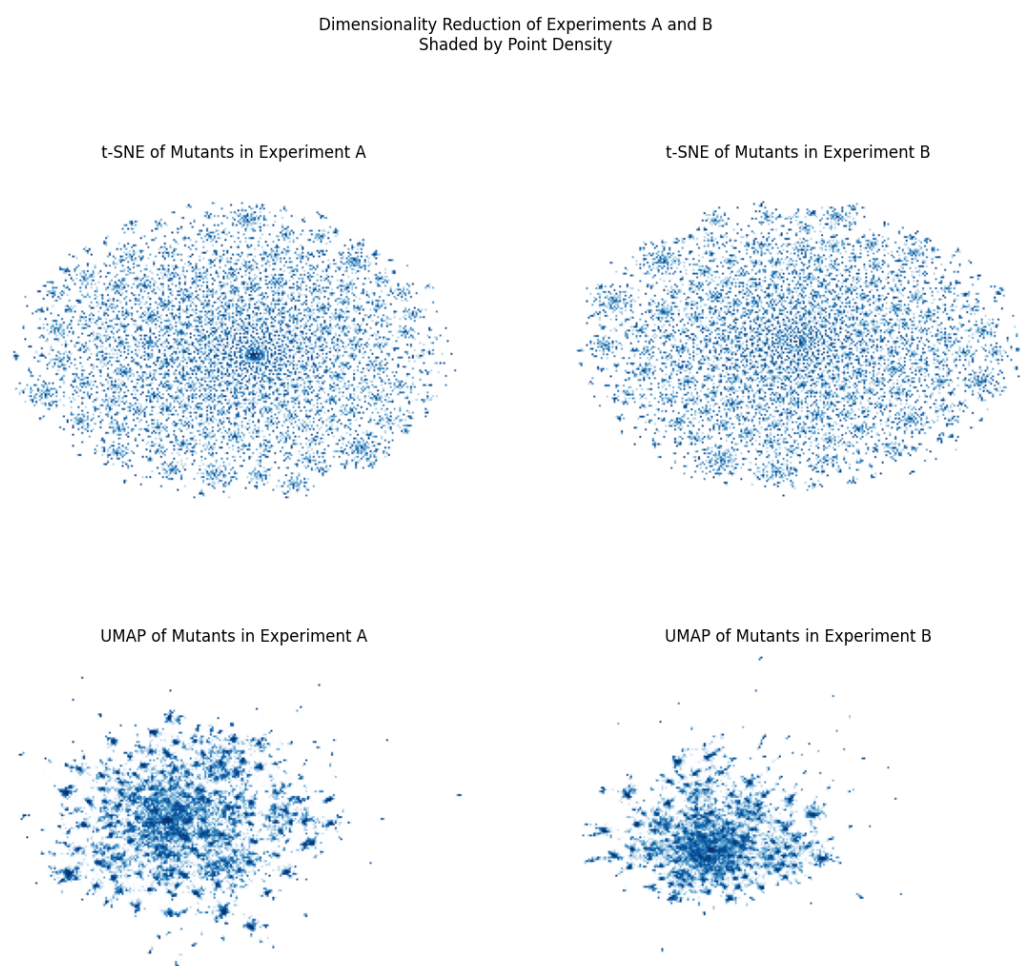 Dimensionality Reduction of Experiments A and B
Shaded by Point Density
t-SNE of Mutants in Experiment A
t-SNE of Mutants in Experiment B
UMAP of Mutants in Experiment A
UMAP of Mutants in Experiment B